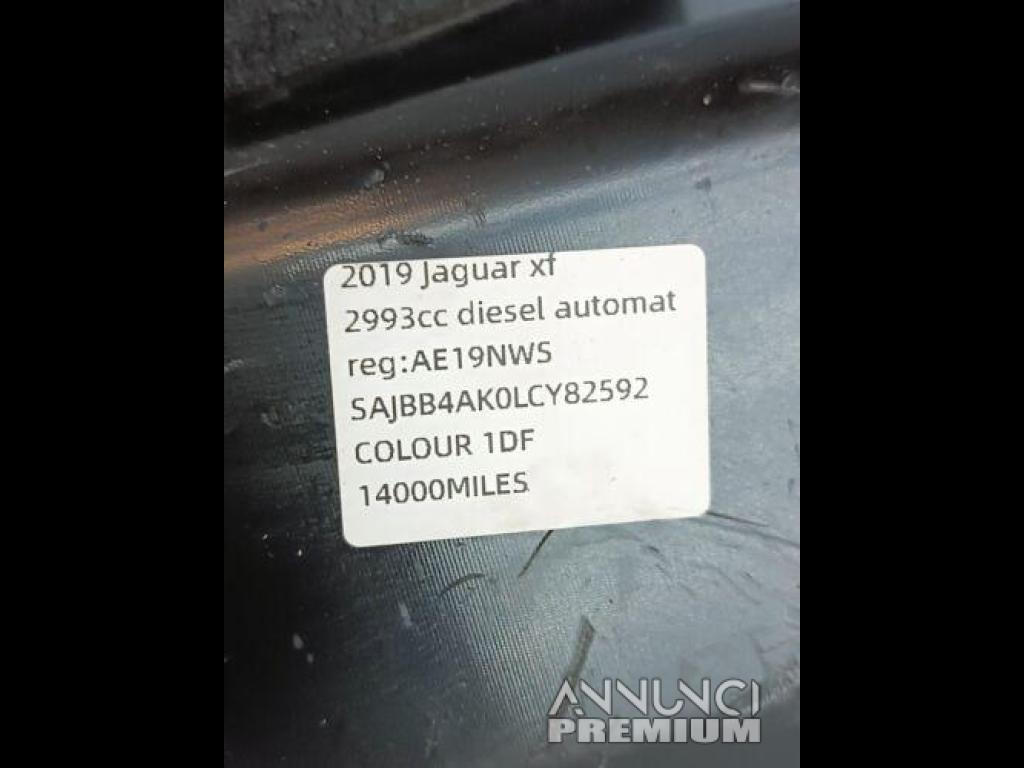 2019 Jaguar xf
2993cc diesel automat
reg:AE19NWS
SAJBB4AK0LCY82592
COLOUR 1DF
14000MILES
ANNUNCI
PREMIUM